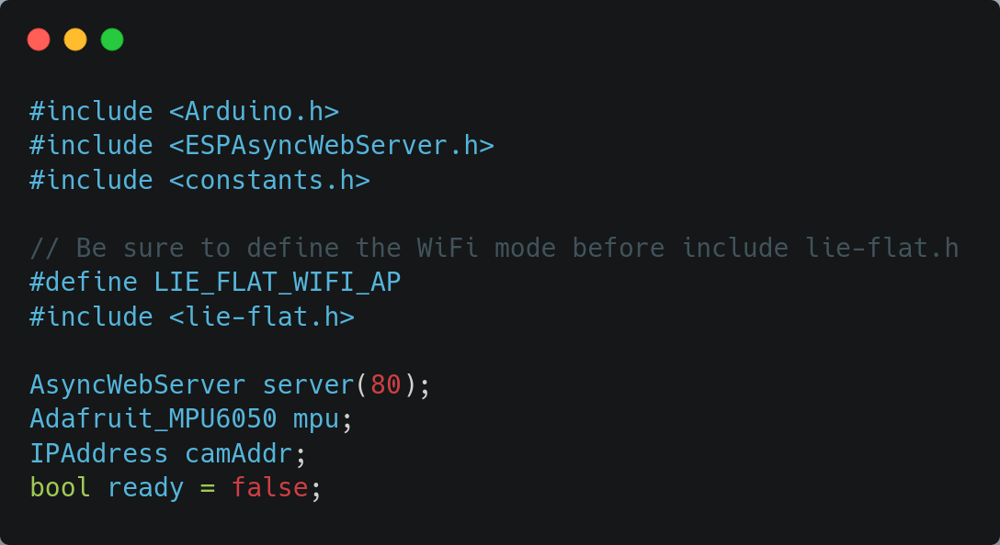 #include <Arduino.h>
#include <ESPAsyncWebServer.h>
#include <constants.h>
// Be sure to define the WiFi mode before include lie-flat.h
#define LIE_FLAT_WIFI_AP
#include <lie-flat.h>
AsyncWebServer server(80);
Adafruit_MPU6050 mpu;
IPAddress camAddr;
bool ready = false;